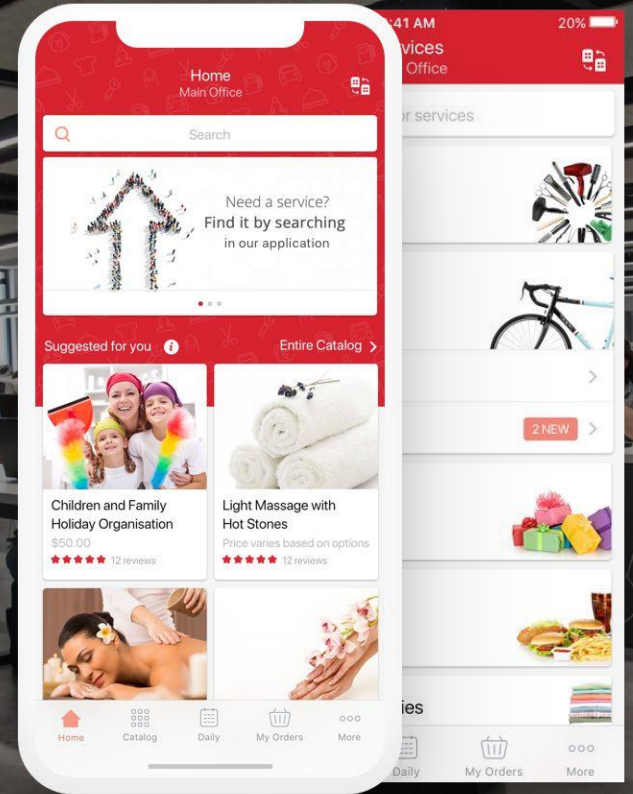 Home
Main Office
Search
Need a service?
Find it by searching
in our application
Suggested for you i
Entire Catalog
Children and Family
Holiday Organisation
$50.00
12 reviews
Light Massage with
Hot Stones
Price varies based on options
12 reviews
Home
Catalog
Daily
My Orders
More
:41 AM
20%
vices
Office
services
2 NEW
ies
Daily
My Orders
More